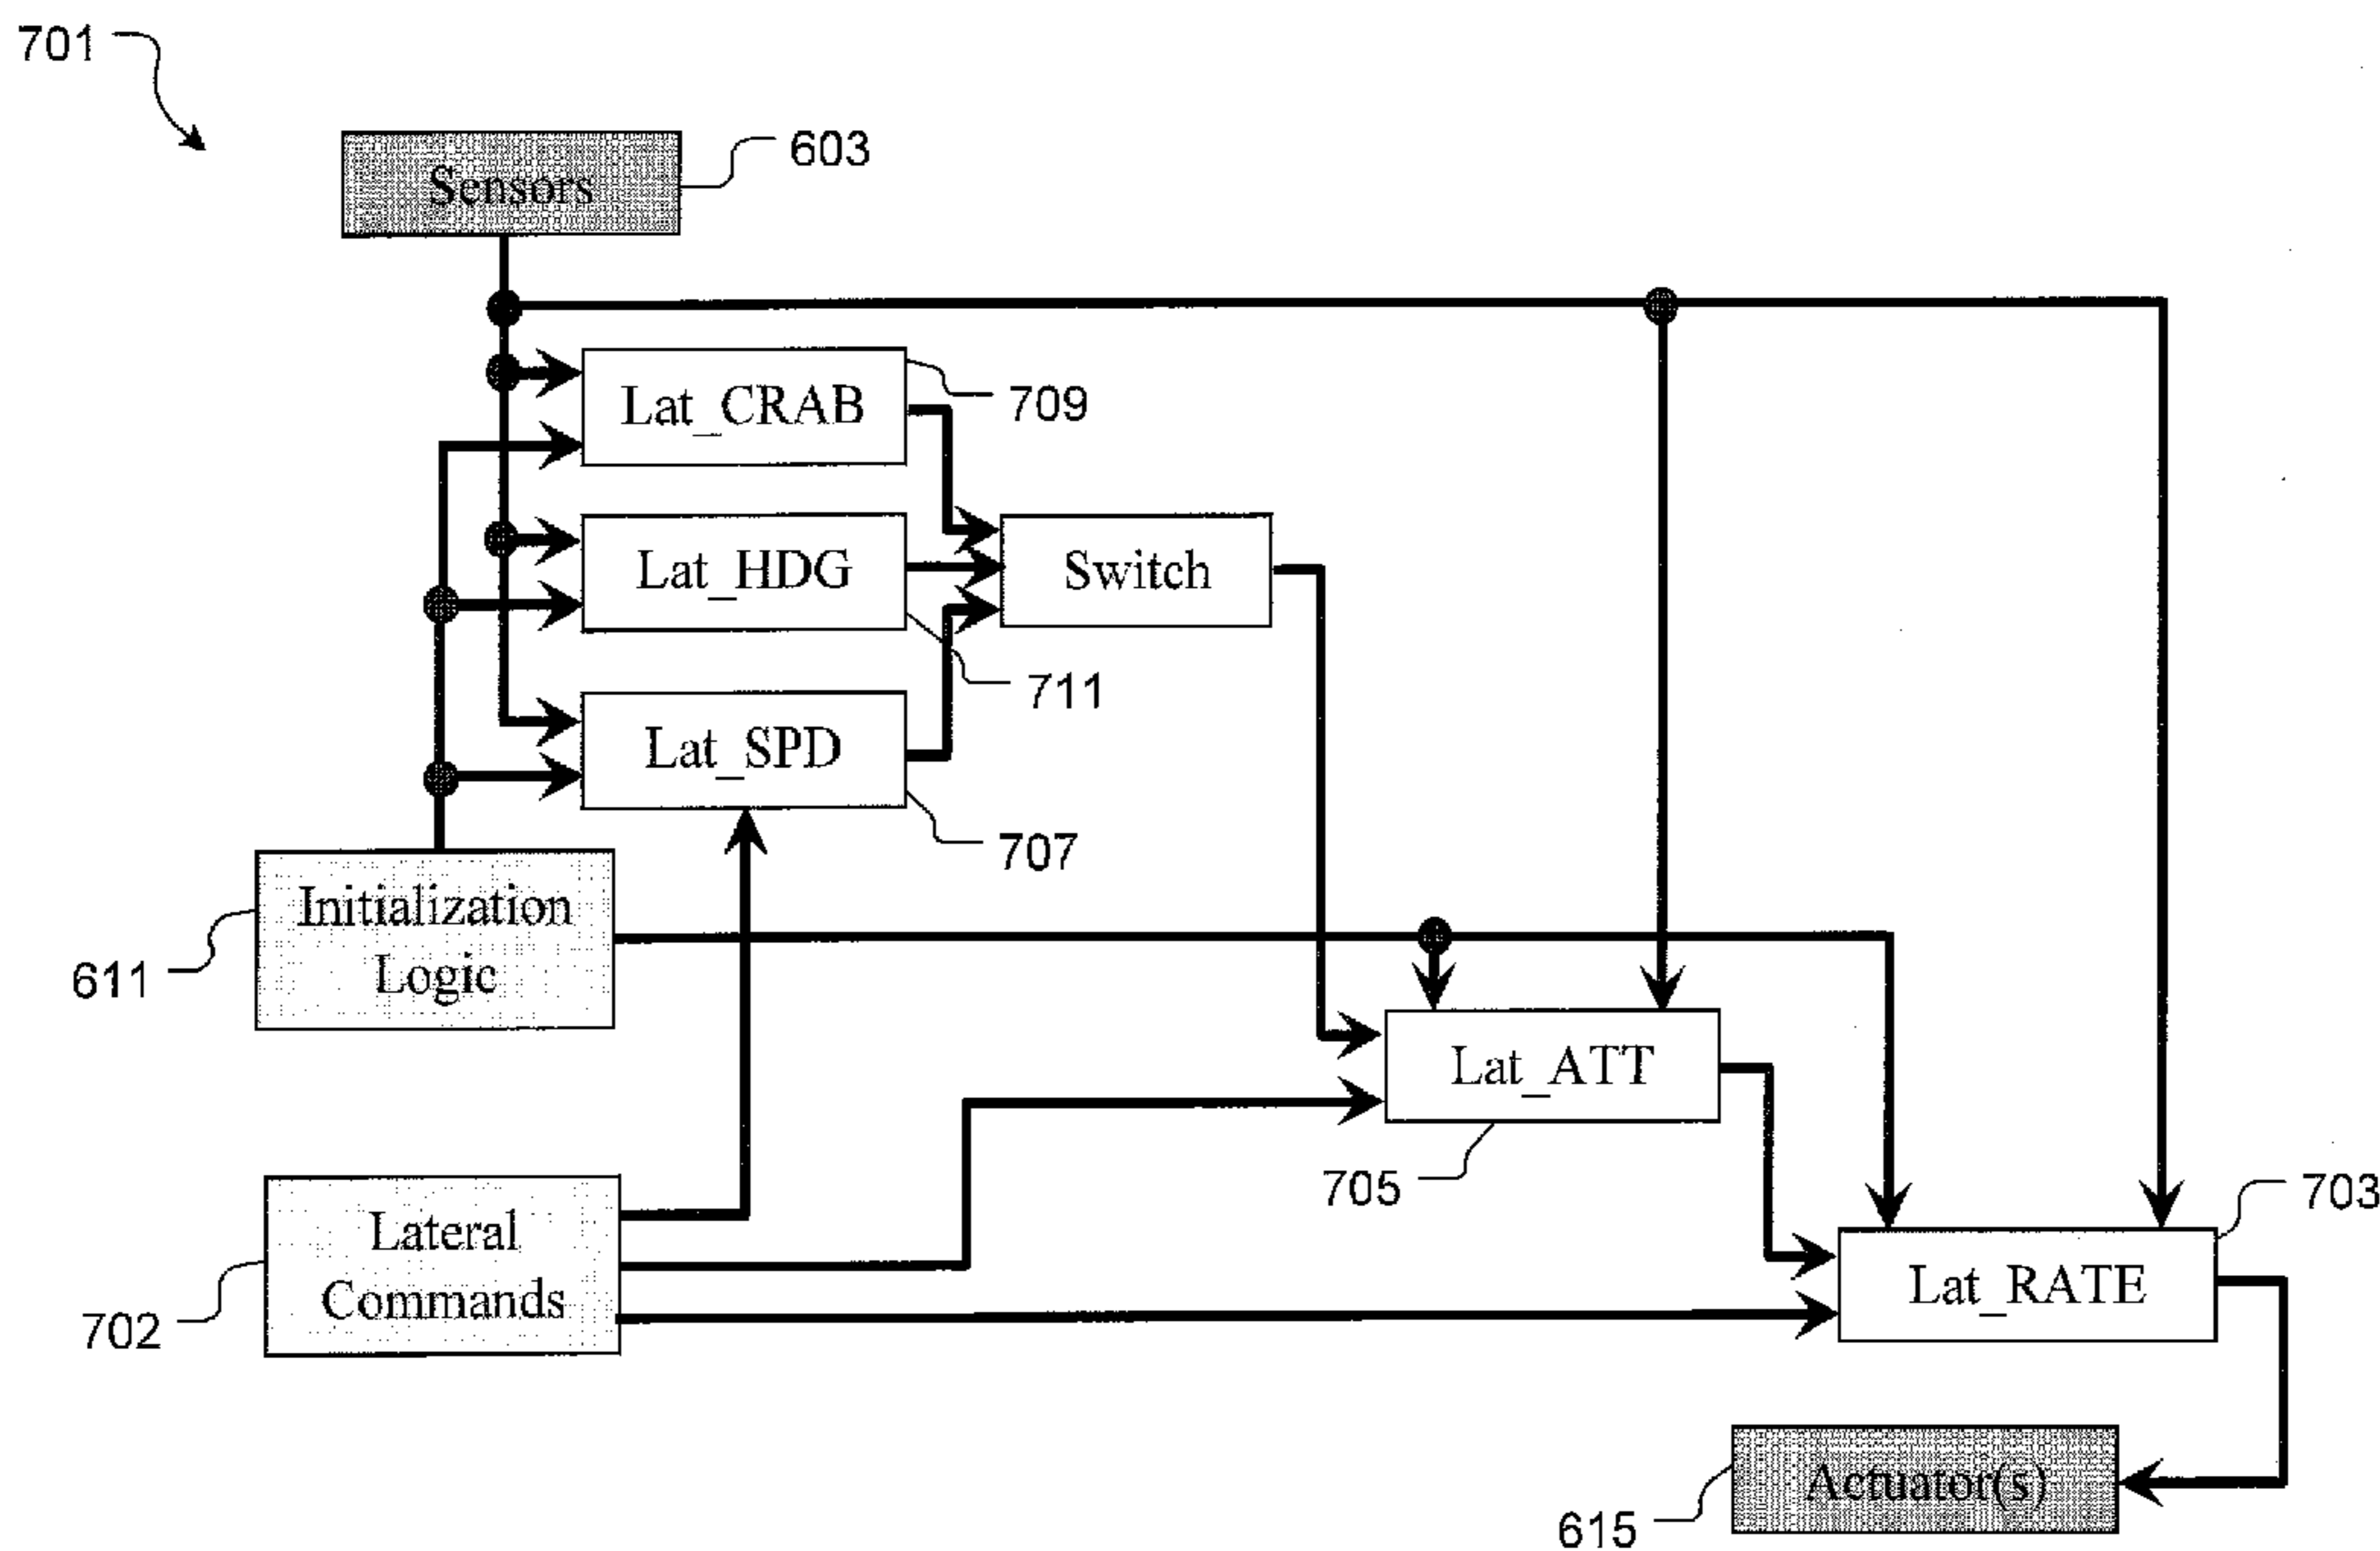 701
Sensors
603
Lat_CRAB
709
Lat_HDG
Switch
711
Lat_SPD
707
Initialization
Logic
611
Lat_ATT
705
703
Lateral
Commands
702
Lat_RATE
Actuator(s)
615